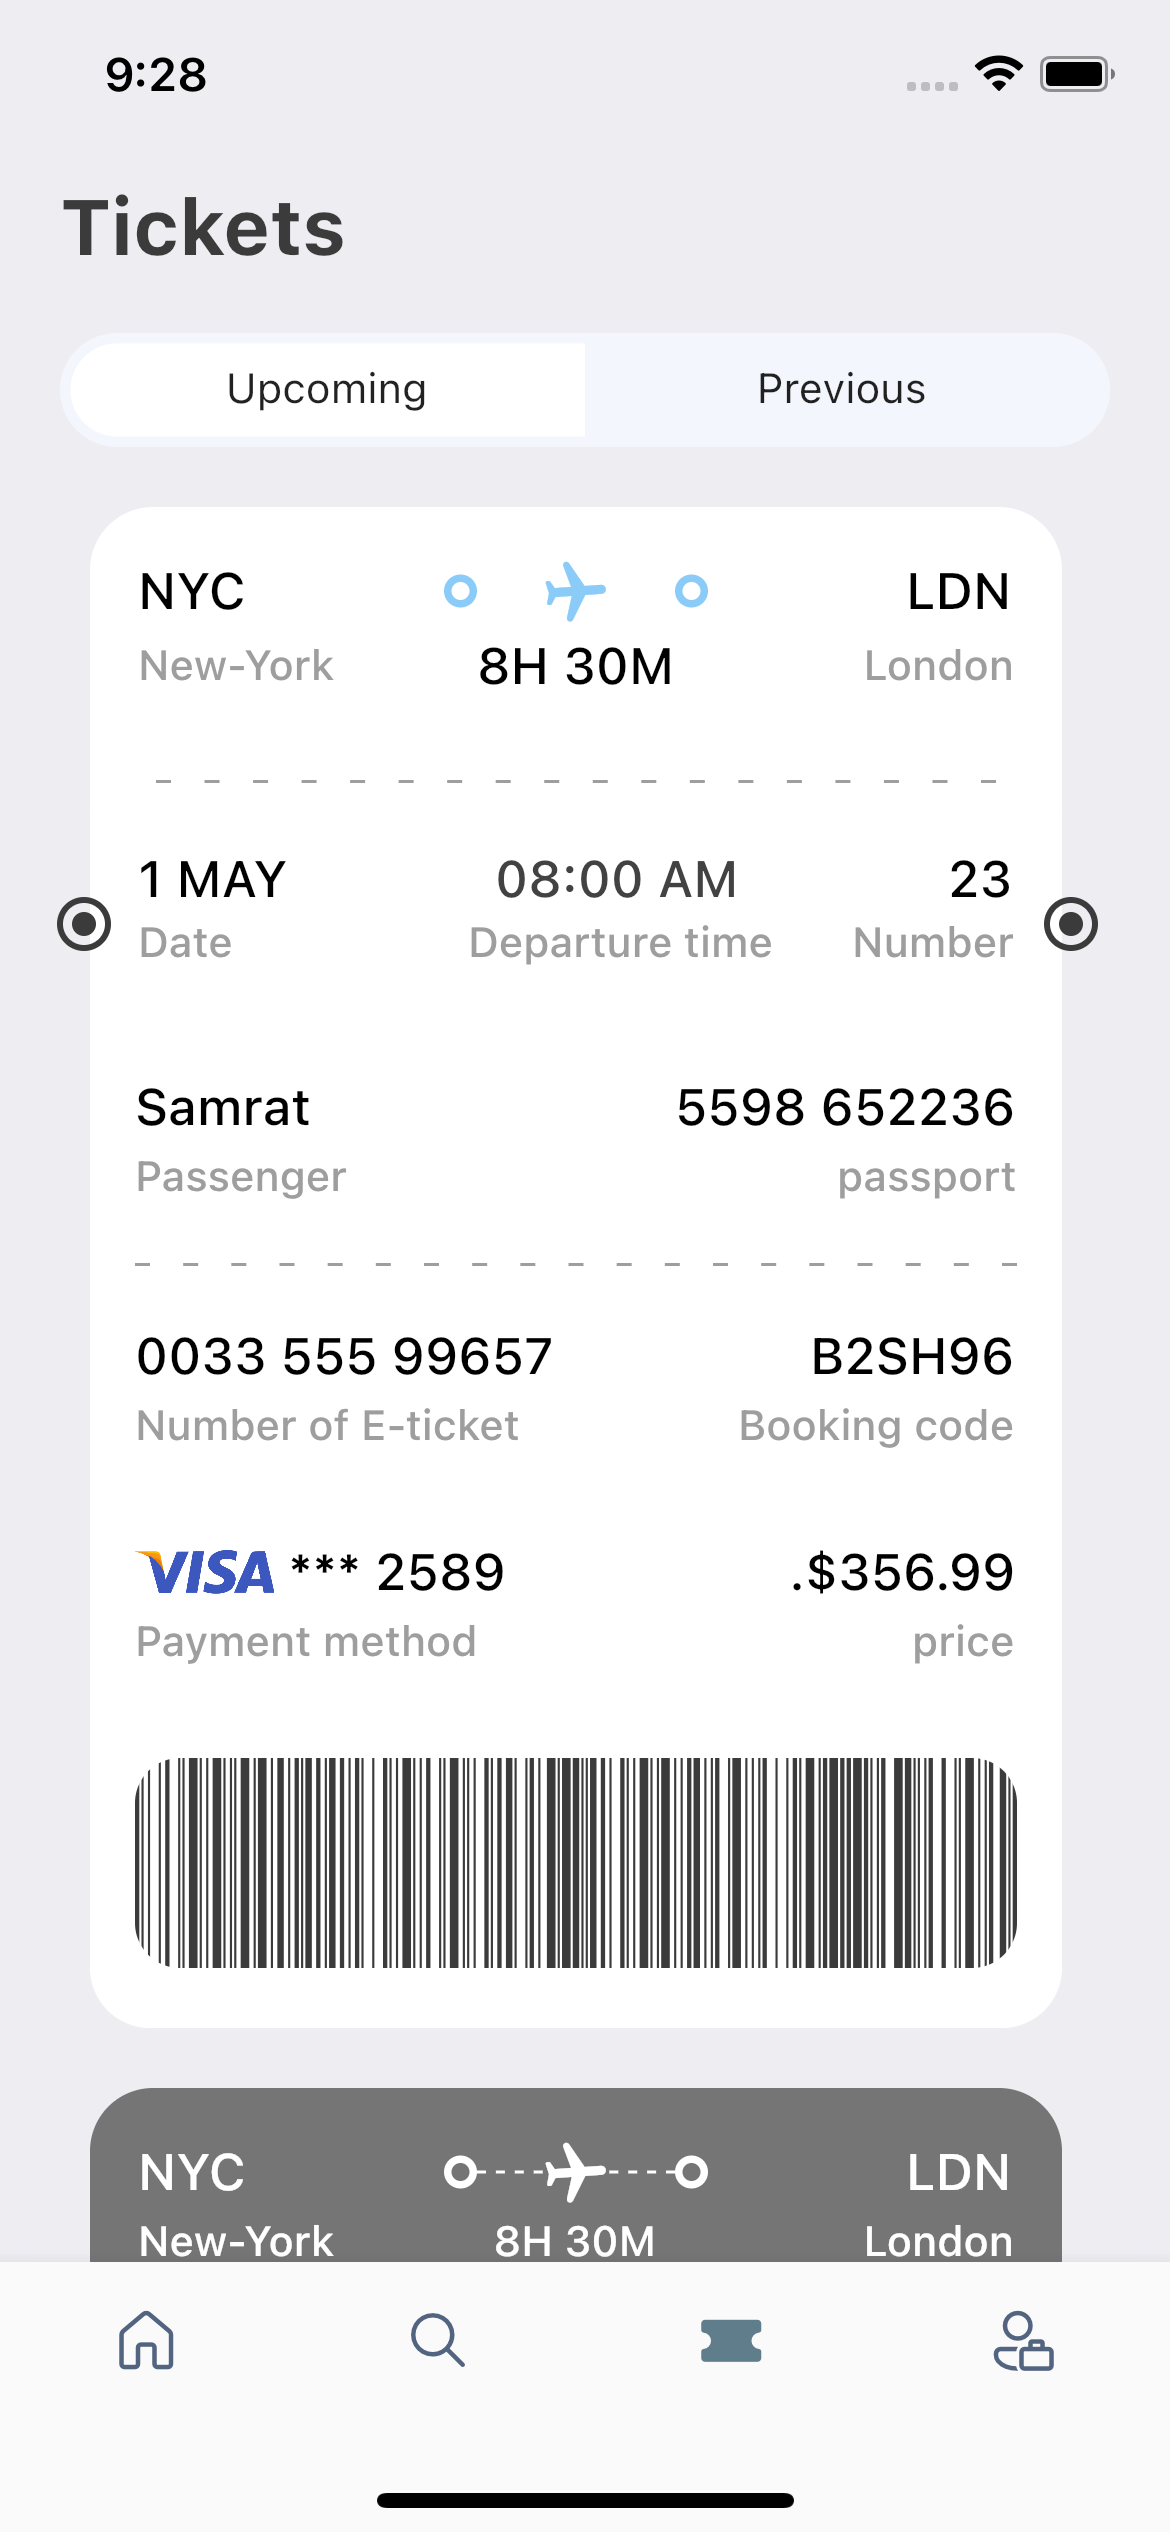 9:28
Tickets
Upcoming Previous
NYC LDN
New-York 8H 30M London
1 MAY 08:00 AM 23
Date Departure time Number
Samrat 5598 652236
Passenger passport
0033 555 99657 B2SH96
Number of E-ticket Booking code
VISA *** 2589 .$356.99
Payment method price
NYC LDN
New-York 8H 30M London